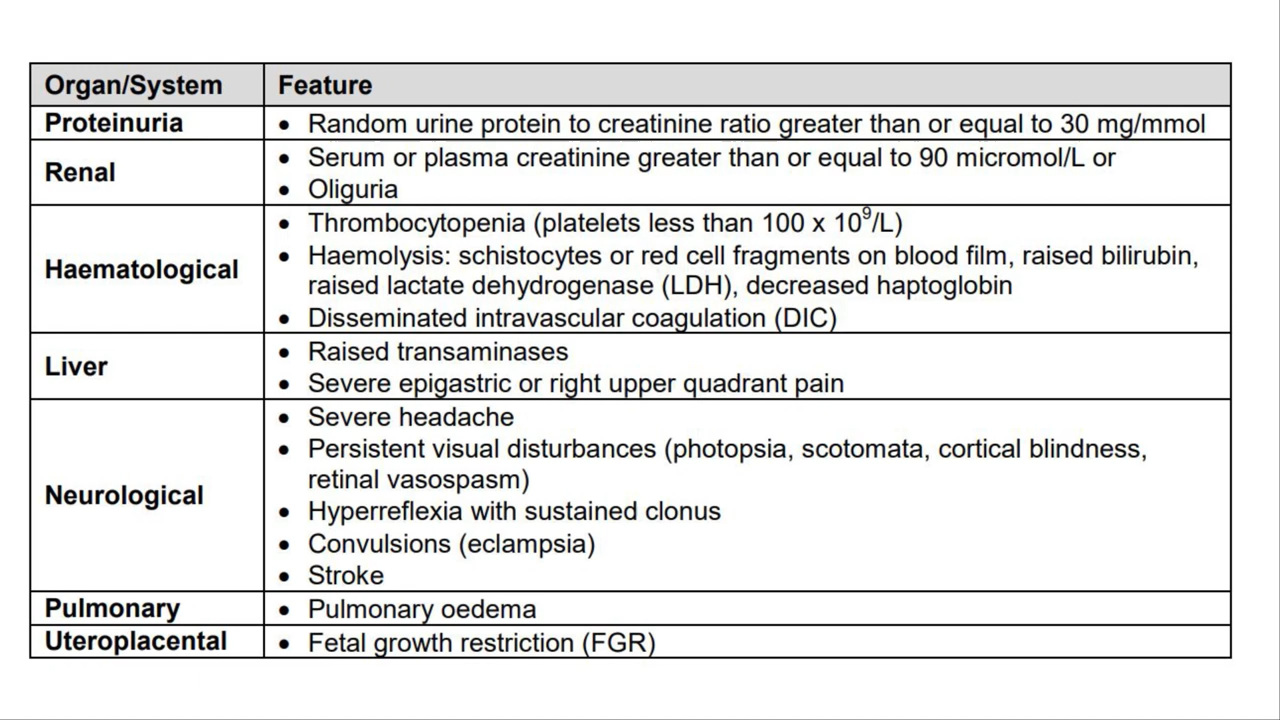 Organ/System Feature
Proteinuria • Random urine protein to creatinine ratio greater than or equal to 30 mg/mmol
Renal
• Serum or plasma creatinine greater than or equal to 90 micromol/L or
• Oliguria
Haematological
• Thrombocytopenia (platelets less than 100 x 10⁹/L)
• Haemolysis: schistocytes or red cell fragments on blood film, raised bilirubin,
raised lactate dehydrogenase (LDH), decreased haptoglobin
• Disseminated intravascular coagulation (DIC)
Liver
• Raised transaminases
• Severe epigastric or right upper quadrant pain
Neurological
• Severe headache
• Persistent visual disturbances (photopsia, scotomata, cortical blindness,
retinal vasospasm)
• Hyperreflexia with sustained clonus
• Convulsions (eclampsia)
• Stroke
Pulmonary • Pulmonary oedema
Uteroplacental • Fetal growth restriction (FGR)